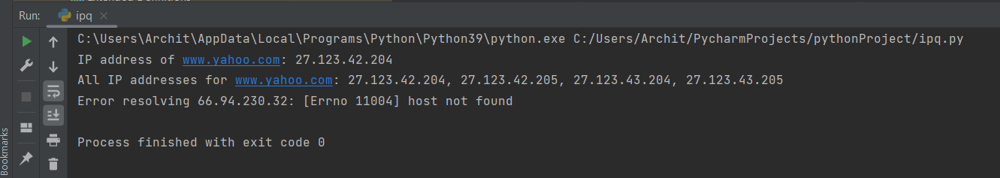 Run: ipq
C:\Users\Archit\AppData\Local\Programs\Python\Python39\python.exe C:/Users/Archit/PycharmProjects/pythonProject/ipq.py
IP address of www.yahoo.com: 27.123.42.204
All IP addresses for www.yahoo.com: 27.123.42.204, 27.123.42.205, 27.123.43.204, 27.123.43.205
Error resolving 66.94.230.32: [Errno 11004] host not found
Process finished with exit code 0
Bookmarks